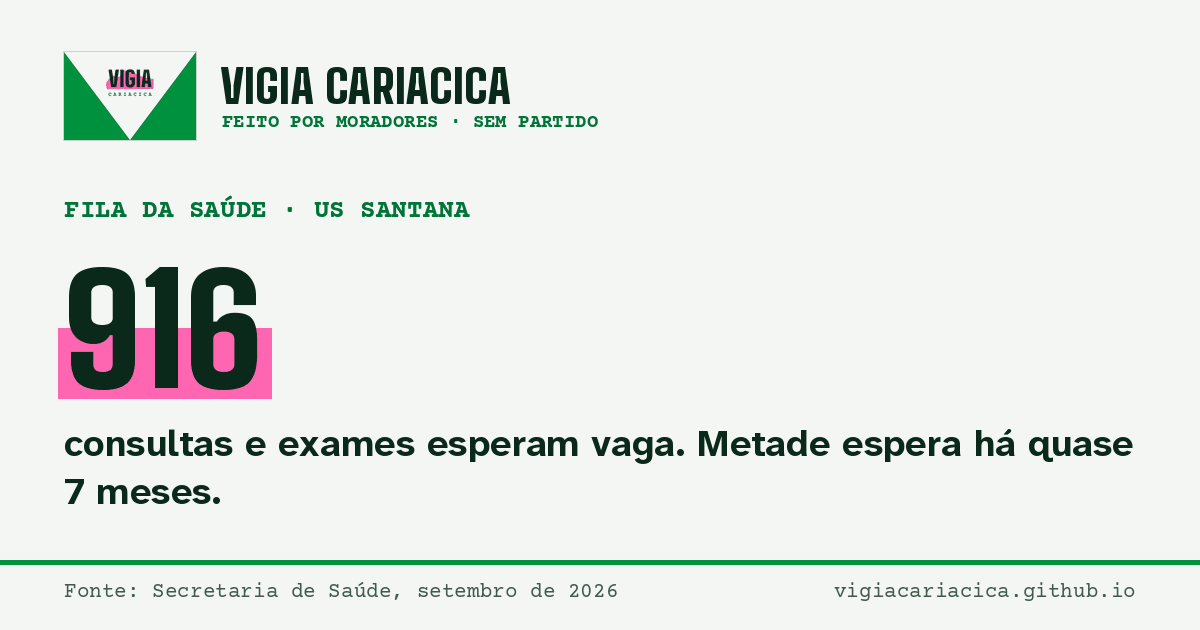 VIGIA
CARIACICA
VIGIA CARIACICA
FEITO POR MORADORES · SEM PARTIDO
FILA DA SAÚDE · US SANTANA
916
consultas e exames esperam vaga. Metade espera há quase
7 meses.
Fonte: Secretaria de Saúde, setembro de 2026
vigiacariacica.github.io